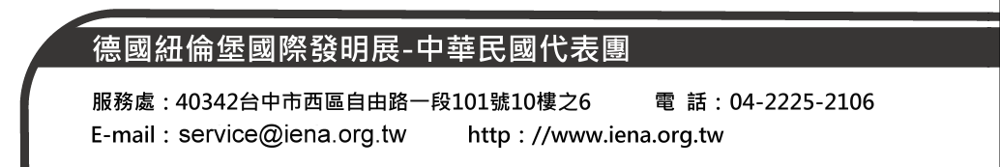 德國紐倫堡國際發明展-中華民國代表團
服務處：40342台中市西區自由路一段101號10樓之6 電 話：04-2225-2106
E-mail：service@iena.org.tw http：//www.iena.org.tw